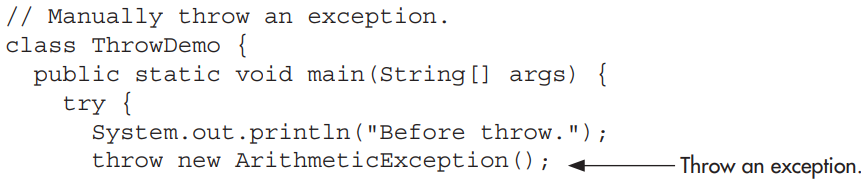 // Manually throw an exception.
class ThrowDemo {
  public static void main(String[] args) {
    try {
      System.out.println("Before throw.");
      throw new ArithmeticException(); Throw an exception.